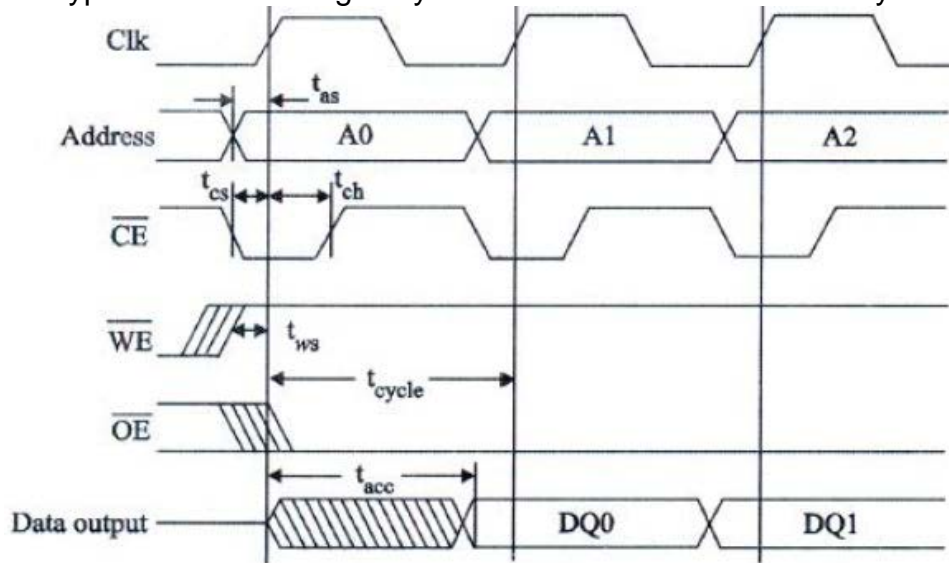 Clk
t_as
Address A0 A1 A2
t_cs t_ch
CE
WE t_ws
t_cycle
OE
t_acc
Data output DQ0 DQ1